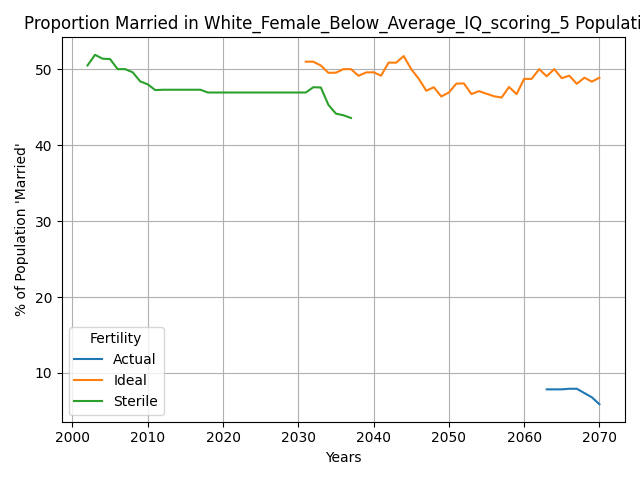 Proportion Married in White_Female_Below_Average_IQ_scoring_5 Populati
% of Population 'Married'
50
40
30
20
10
Fertility
Actual
Ideal
Sterile
2000 2010 2020 2030 2040 2050 2060 2070
Years